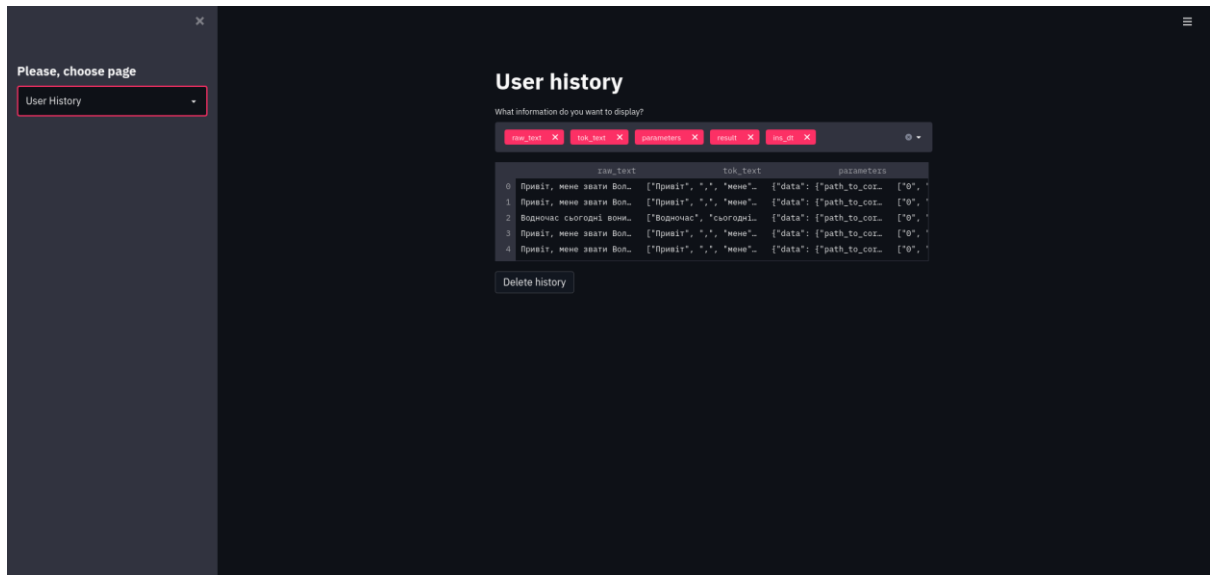 Please, choose page
User History
User history
What information do you want to display?
raw_text tok_text parameters result ins_dt
raw_text tok_text parameters
0 Привіт, мене звати Вол… ["Привіт", ",", "мене"… {"data": {"path_to_cor… ["0", "
1 Привіт, мене звати Вол… ["Привіт", ",", "мене"… {"data": {"path_to_cor… ["0", "
2 Водночас сьогодні вони… ["Водночас", "сьогодні… {"data": {"path_to_cor… ["0", "
3 Привіт, мене звати Вол… ["Привіт", ",", "мене"… {"data": {"path_to_cor… ["0", "
4 Привіт, мене звати Вол… ["Привіт", ",", "мене"… {"data": {"path_to_cor… ["0", "
Delete history